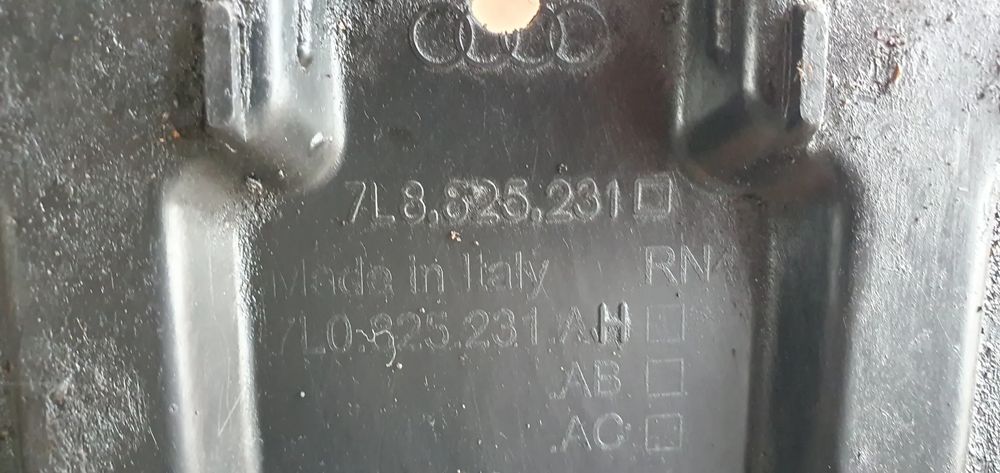 7L8.825.231
Made in Italy RN
7L0.825.231.AH
.AB
.AC